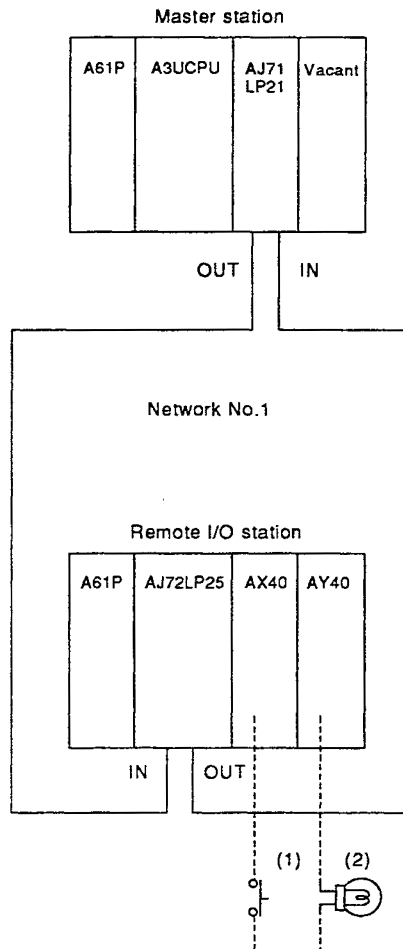 Master station
A61P A3UCPU AJ71 Vacant
LP21
OUT IN
Network No.1
Remote I/O station
A61P AJ72LP25 AX40 AY40
IN OUT
(1) (2)